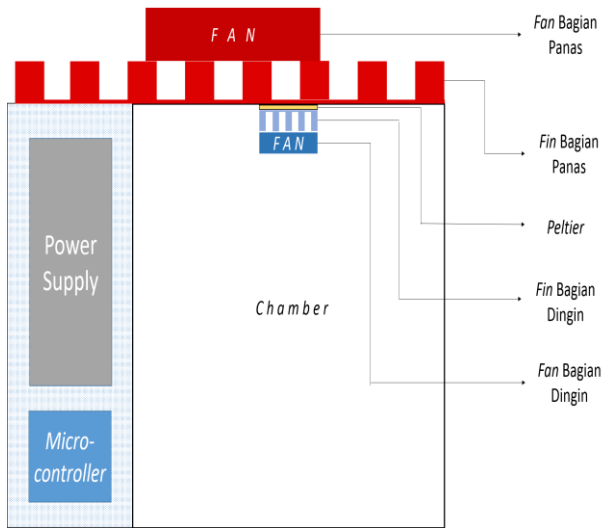 FAN
Fan Bagian
Panas
Fin Bagian
Panas
FAN
Peltier
Power
Supply
Fin Bagian
Dingin
Chamber
Fan Bagian
Dingin
Micro-
controller